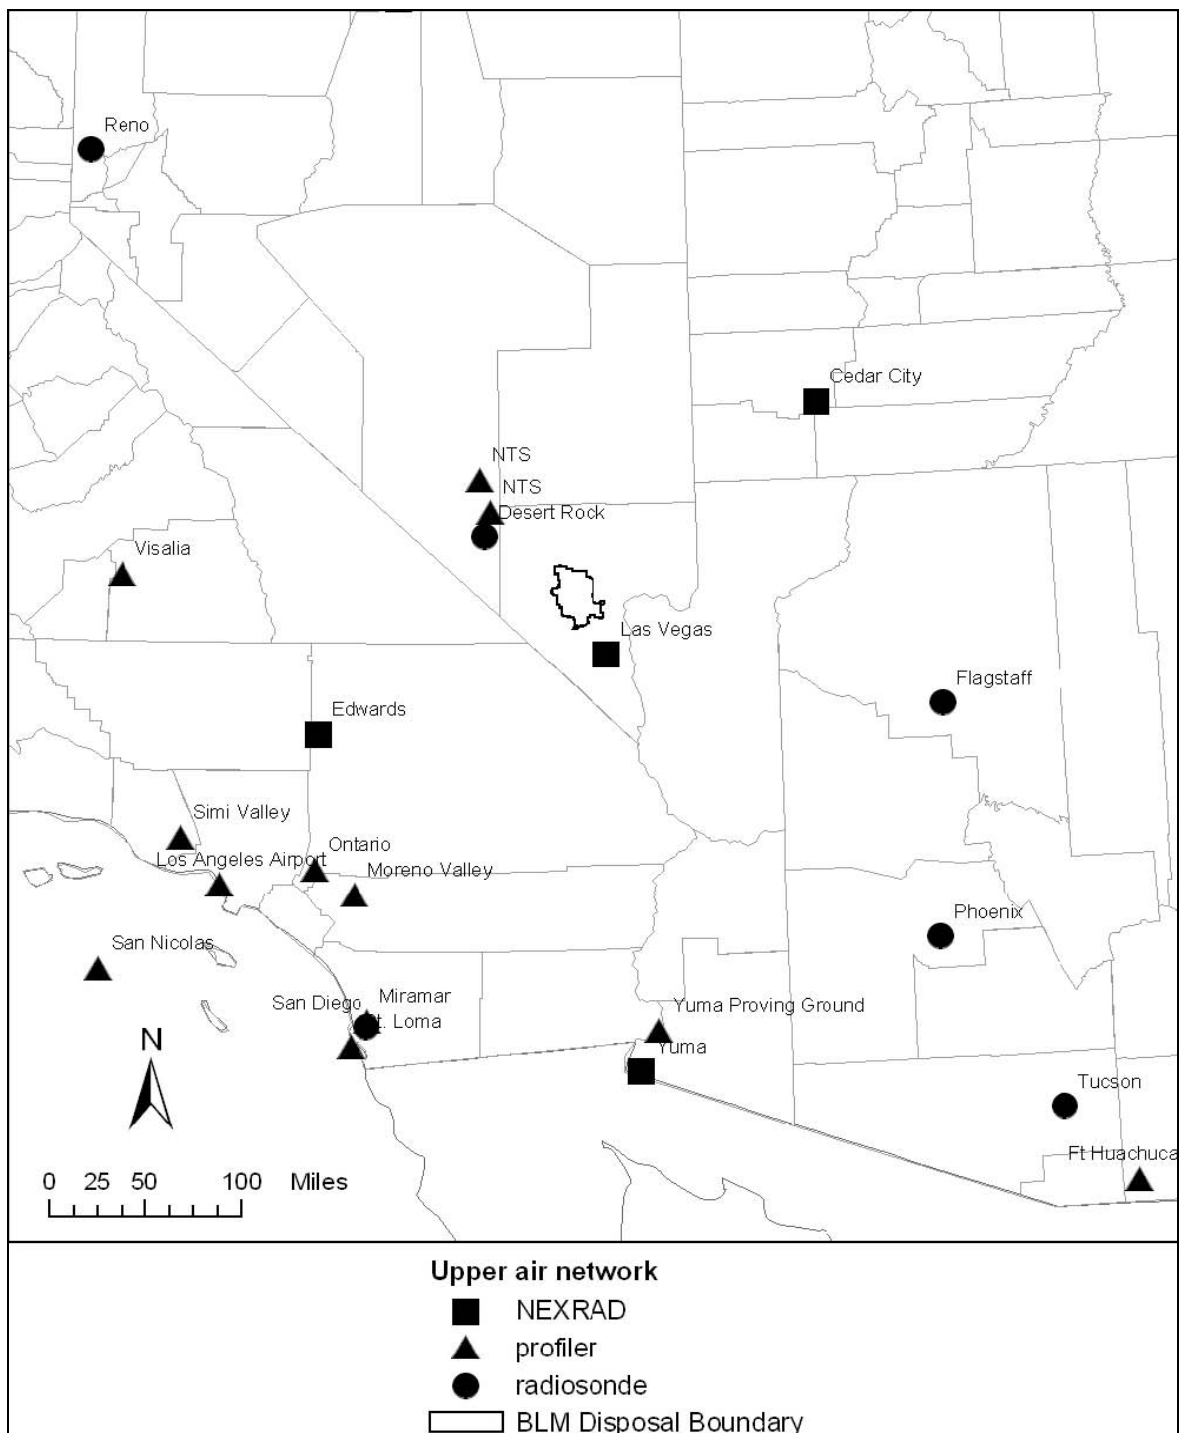 Reno
Cedar City
NTS
NTS
Desert Rock
Visalia
Las Vegas
Flagstaff
Edwards
Simi Valley
Los Angeles Airport
Ontario
Moreno Valley
Phoenix
San Nicolas
San Diego
Miramar
Pt. Loma
Yuma Proving Ground
Yuma
N
Tucson
Ft Huachuca
0 25 50 100 Miles
Upper air network
NEXRAD
profiler
radiosonde
BLM Disposal Boundary